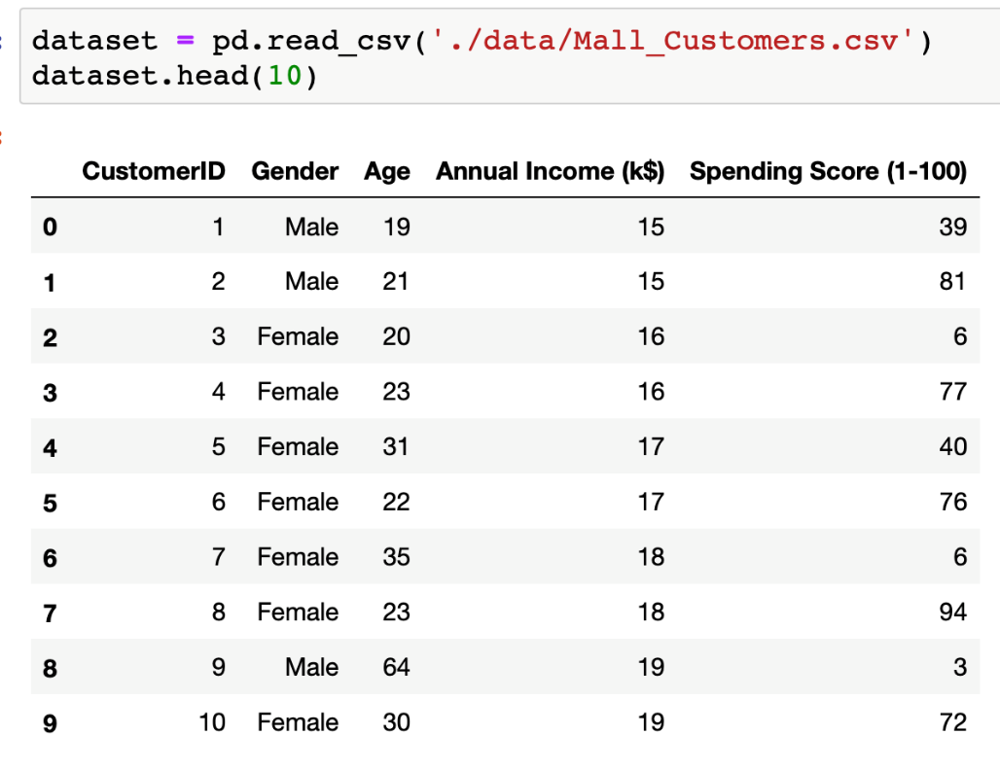 dataset = pd.read_csv('./data/Mall_Customers.csv')
dataset.head(10)
CustomerID Gender Age Annual Income (k$) Spending Score (1-100)
0 1 Male 19 15 39
1 2 Male 21 15 81
2 3 Female 20 16 6
3 4 Female 23 16 77
4 5 Female 31 17 40
5 6 Female 22 17 76
6 7 Female 35 18 6
7 8 Female 23 18 94
8 9 Male 64 19 3
9 10 Female 30 19 72